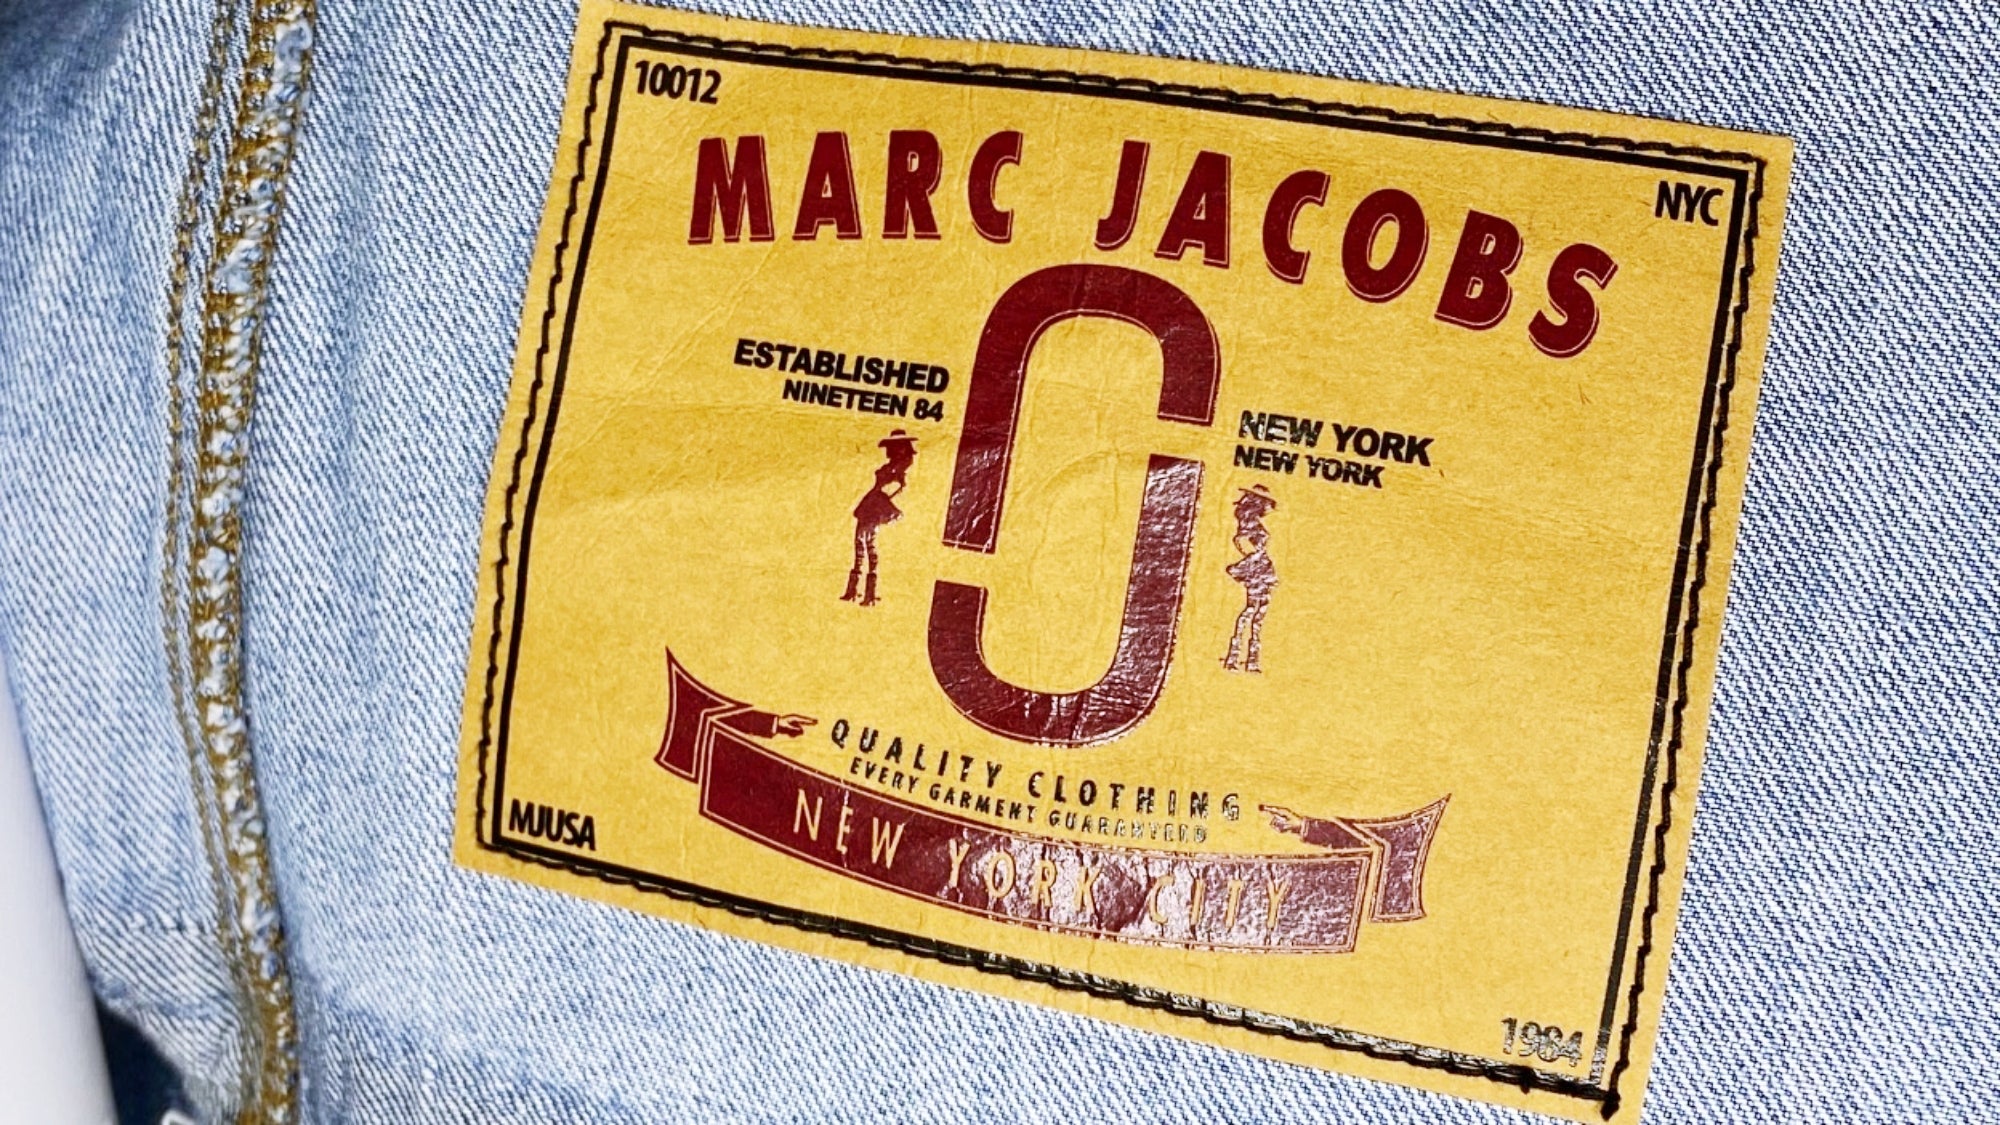 10012
NYC
MARC JACOBS
ESTABLISHED
NINETEEN 84
NEW YORK
NEW YORK
QUALITY CLOTHING
EVERY GARMENT GUARANTEED
NEW YORK CITY
MJUSA
1984